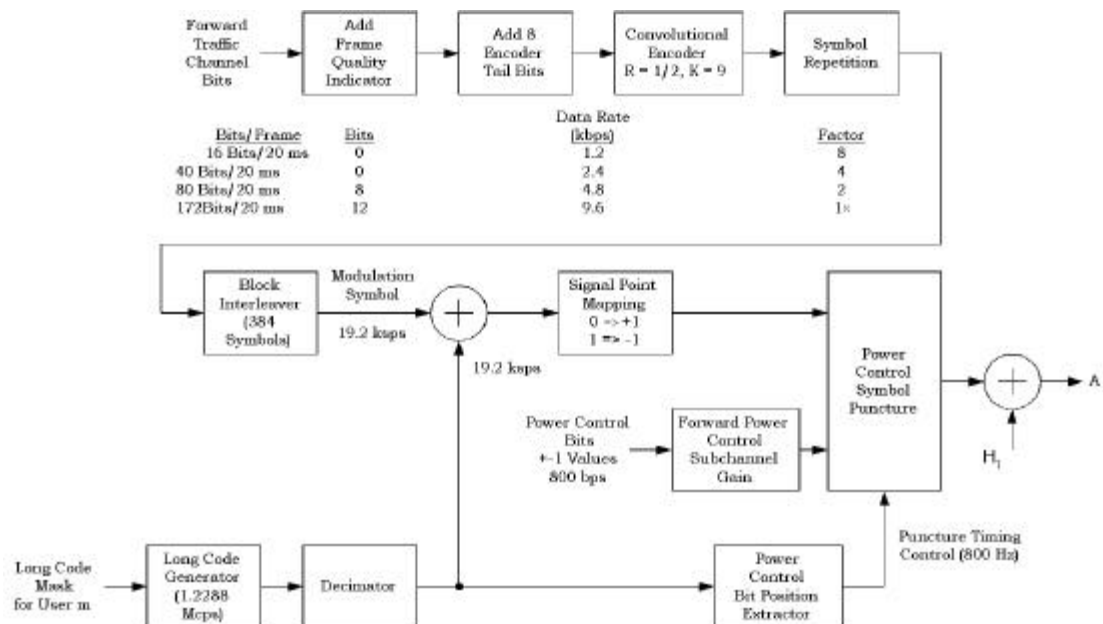 Forward
Traffic
Channel
Bits
Add
Frame
Quality
Indicator
Add 8
Encoder
Tail Bits
Convolutional
Encoder
R = 1/2, K = 9
Symbol
Repetition
Bits/Frame
Bits
Data Rate
(kbps)
Factor
16 Bits/20 ms 0 1.2 8
40 Bits/20 ms 0 2.4 4
80 Bits/20 ms 8 4.8 2
172Bits/20 ms 12 9.6 1×
Block
Interleaver
(384
Symbols)
Modulation
Symbol
19.2 ksps
+
19.2 ksps
Signal Point
Mapping
0 => +1
1 => -1
Power
Control
Symbol
Puncture
+
A
H1
Power Control
Bits
+-1 Values
800 bps
Forward Power
Control
Subchannel
Gain
Puncture Timing
Control (800 Hz)
Long Code
Mask
for User m
Long Code
Generator
(1.2288
Mcps)
Decimator
Power
Control
Bit Position
Extractor